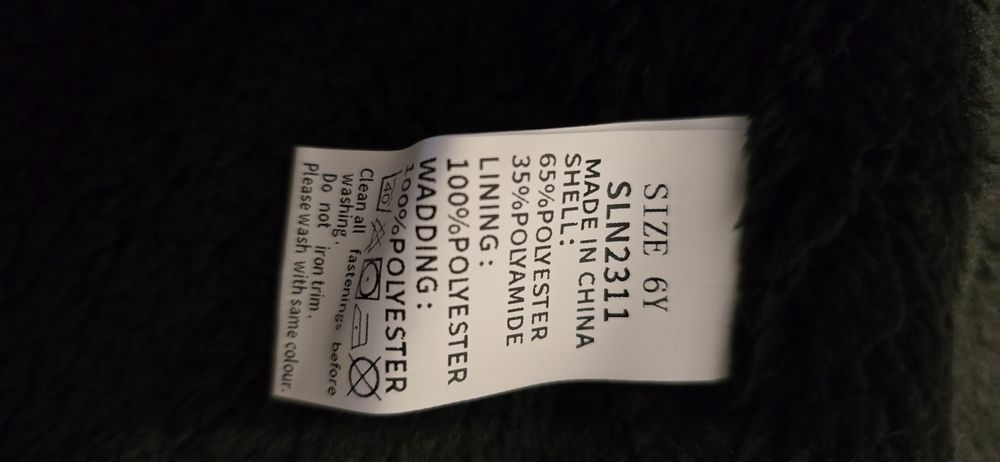 SIZE 6Y
SLN2311
MADE IN CHINA
SHELL:
65%POLYESTER
35%POLYAMIDE
LINING:
100%POLYESTER
WADDING:
100%POLYESTER
40
Clean all fastenings before
washing.
Do not iron trim.
Please wash with same colour.